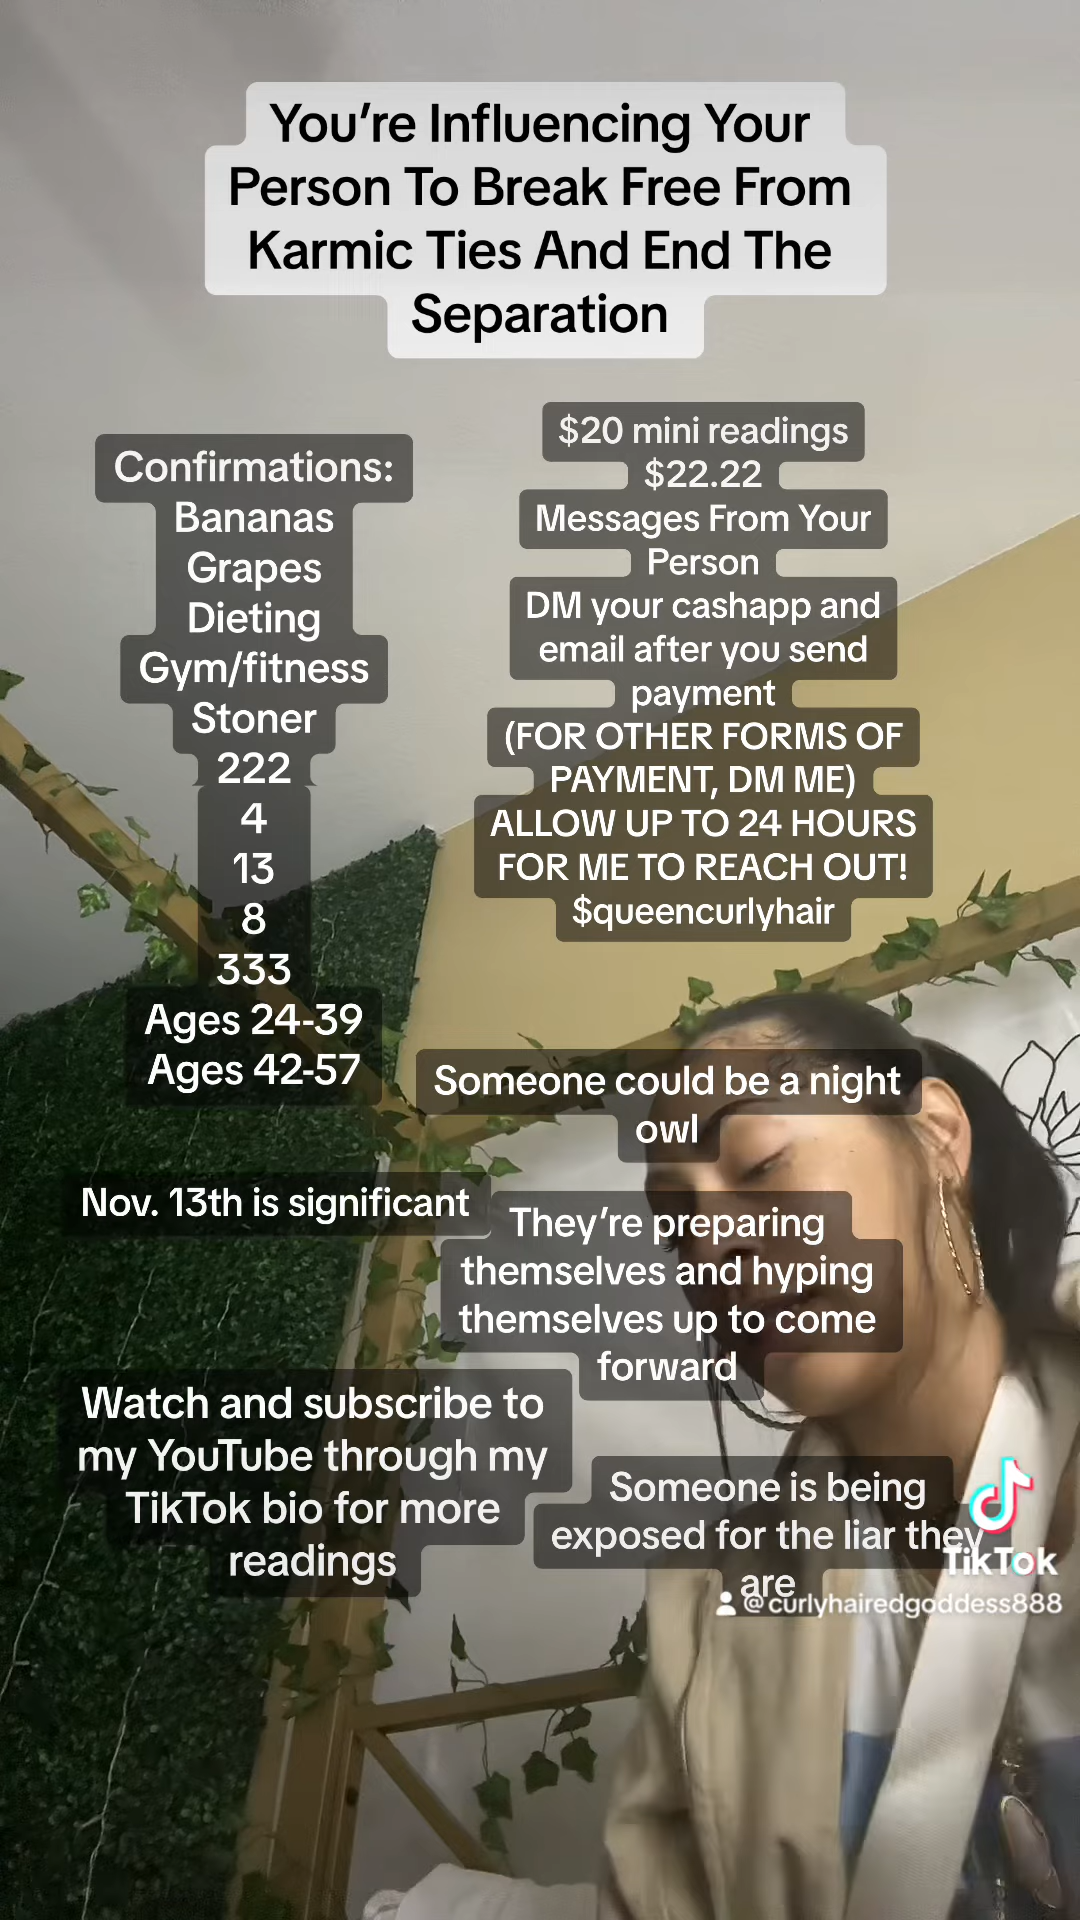 You're Influencing Your
Person To Break Free From
Karmic Ties And End The
Separation
Confirmations:
Bananas
Grapes
Dieting
Gym/fitness
Stoner
222
4
13
8
333
Ages 24-39
Ages 42-57
$20 mini readings
$22.22
Messages From Your
Person
DM your cashapp and
email after you send
payment
(FOR OTHER FORMS OF
PAYMENT, DM ME)
ALLOW UP TO 24 HOURS
FOR ME TO REACH OUT!
$queencurlyhair
Someone could be a night
owl
Nov. 13th is significant
They're preparing
themselves and hyping
themselves up to come
forward
Watch and subscribe to
my YouTube through my
TikTok bio for more
readings
Someone is being
exposed for the liar they
are
TikTok
@curlyhairedgoddess888